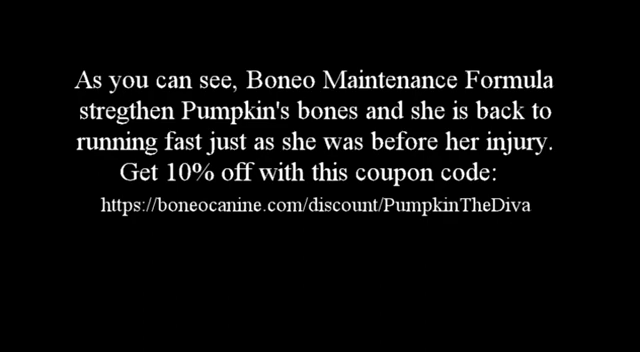 As you can see, Boneo Maintenance Formula
stregthen Pumpkin's bones and she is back to
running fast just as she was before her injury.
Get 10% off with this coupon code:
https://boneocanine.com/discount/PumpkinTheDiva